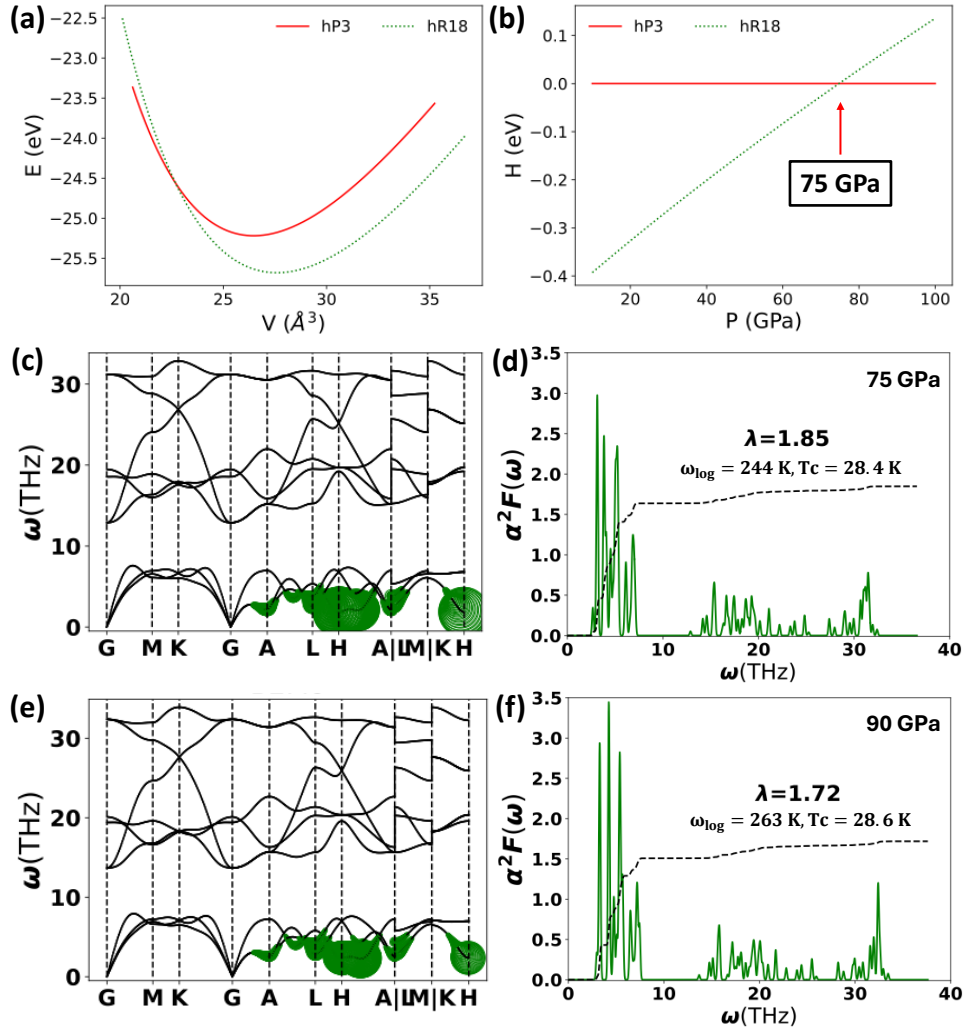 (a)
hP3
hR18
E (eV)
−22.5
−23.0
−23.5
−24.0
−24.5
−25.0
−25.5
20
25
30
35
V (Å³)
(b)
hP3
hR18
H (eV)
0.1
0.0
−0.1
−0.2
−0.3
−0.4
75 GPa
20
40
60
80
100
P (GPa)
(c)
ω(THz)
30
20
10
0
G M K G A L H A|L M|K H
(d)
75 GPa
α²F(ω)
3.5
3.0
2.5
2.0
1.5
1.0
0.5
0.0
λ=1.85
ω_log = 244 K, Tc = 28.4 K
0
10
20
30
40
ω(THz)
(e)
ω(THz)
30
20
10
0
G M K G A L H A|L M|K H
(f)
90 GPa
α²F(ω)
3.5
3.0
2.5
2.0
1.5
1.0
0.5
0.0
λ=1.72
ω_log = 263 K, Tc = 28.6 K
0
10
20
30
40
ω(THz)